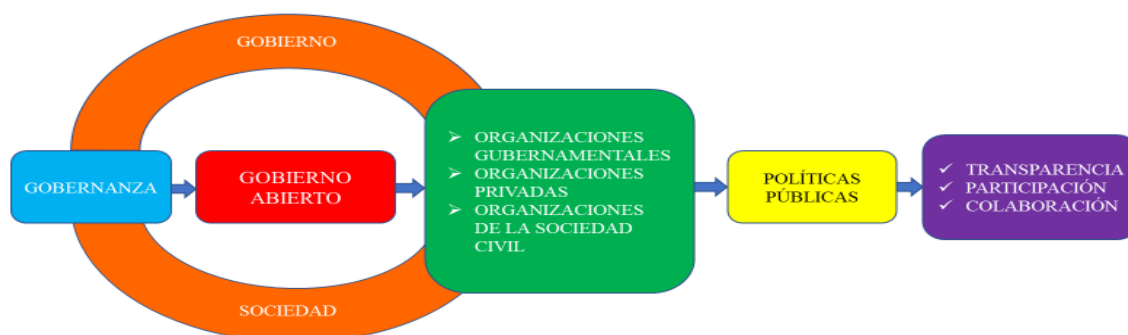 GOBIERNO
GOBERNANZA
GOBIERNO
ABIERTO
➢ ORGANIZACIONES
GUBERNAMENTALES
➢ ORGANIZACIONES
PRIVADAS
➢ ORGANIZACIONES
DE LA SOCIEDAD
CIVIL
POLÍTICAS
PÚBLICAS
✓ TRANSPARENCIA
✓ PARTICIPACIÓN
✓ COLABORACIÓN
SOCIEDAD